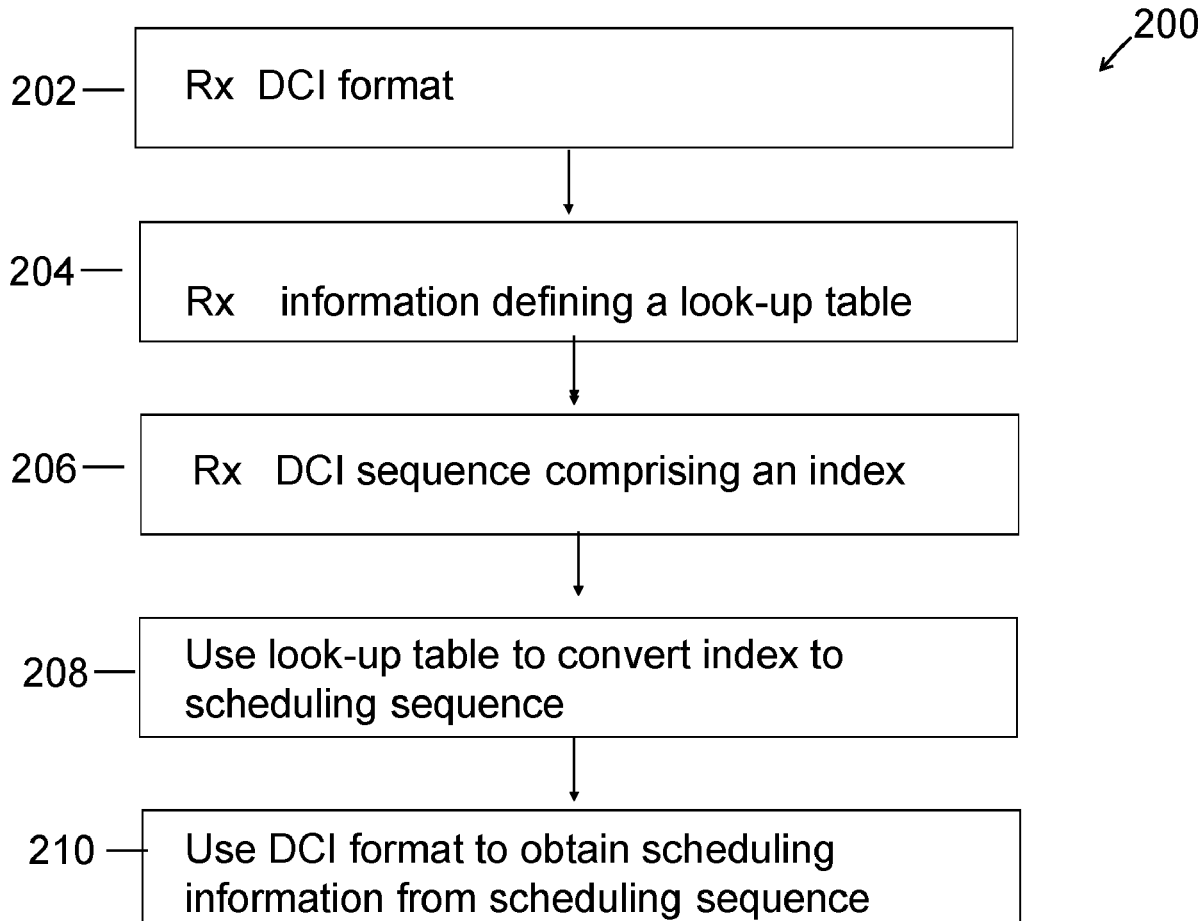 200
202
Rx DCI format
204
Rx information defining a look-up table
206
Rx DCI sequence comprising an index
208
Use look-up table to convert index to
scheduling sequence
210
Use DCI format to obtain scheduling
information from scheduling sequence